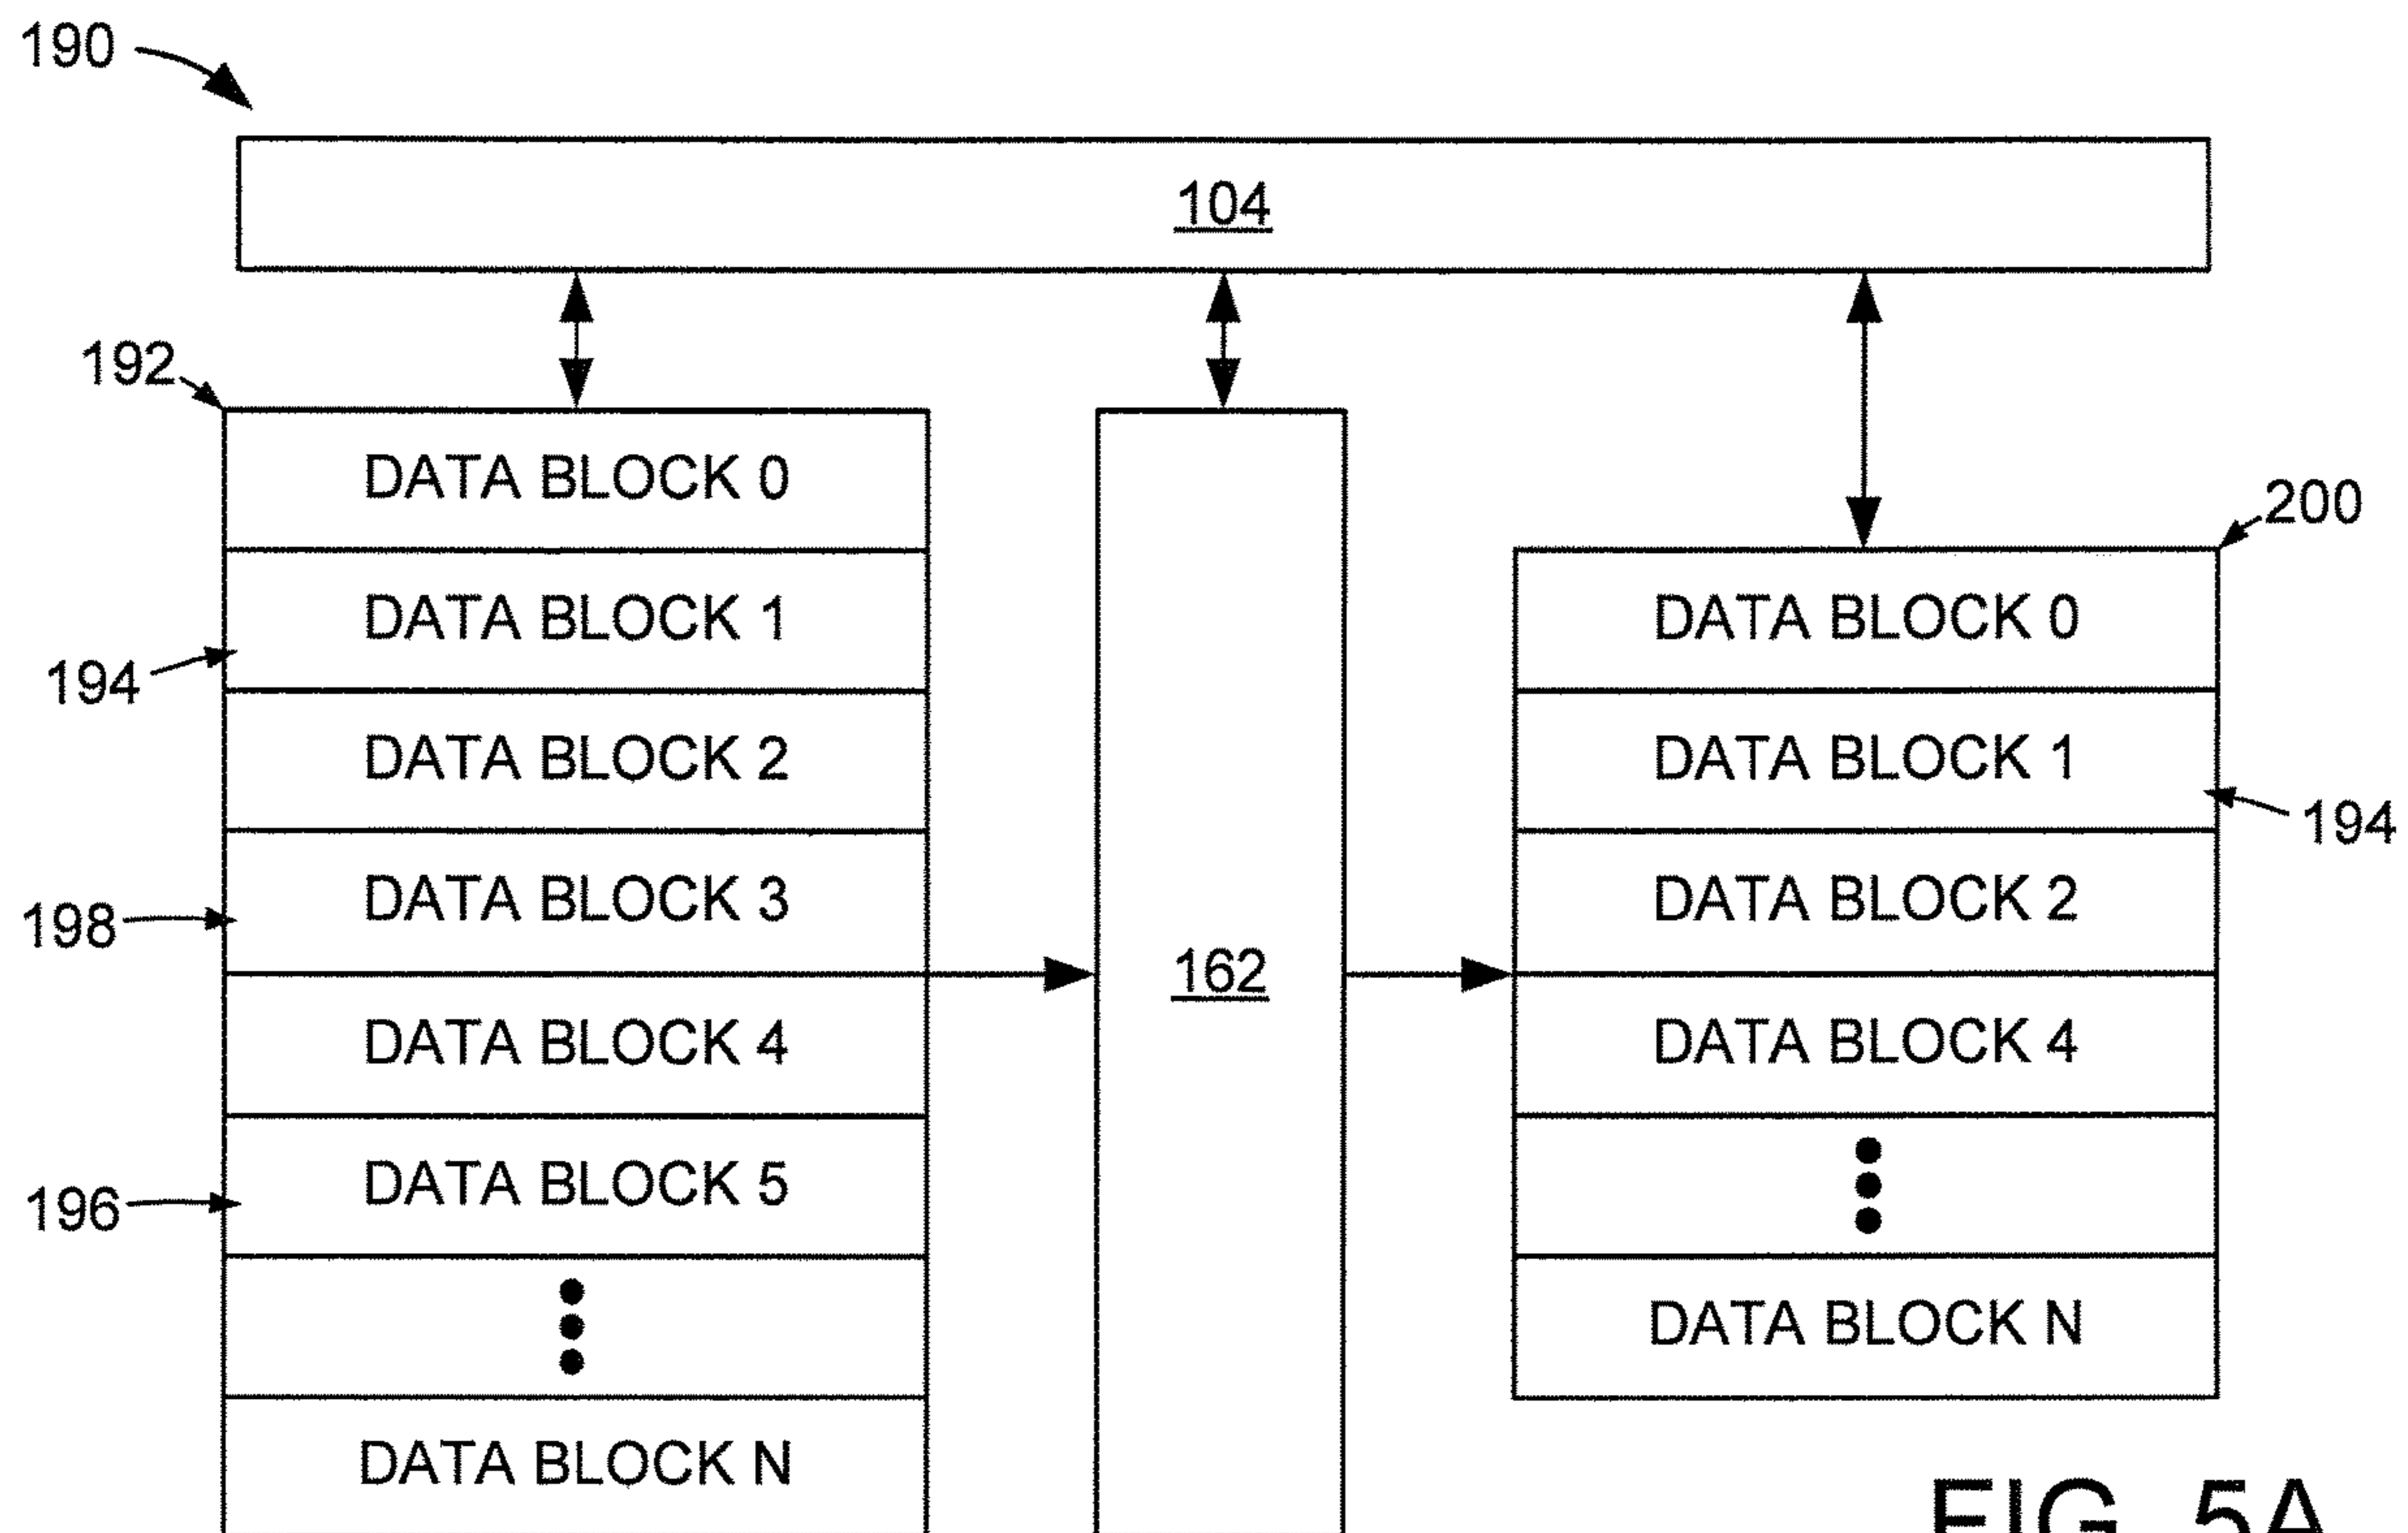 190
104
192
DATA BLOCK 0
200
DATA BLOCK 1
DATA BLOCK 0
194
DATA BLOCK 2
DATA BLOCK 1
194
DATA BLOCK 3
DATA BLOCK 2
198
162
DATA BLOCK 4
DATA BLOCK 4
DATA BLOCK 5
196
DATA BLOCK N
DATA BLOCK N
FIG. 5A